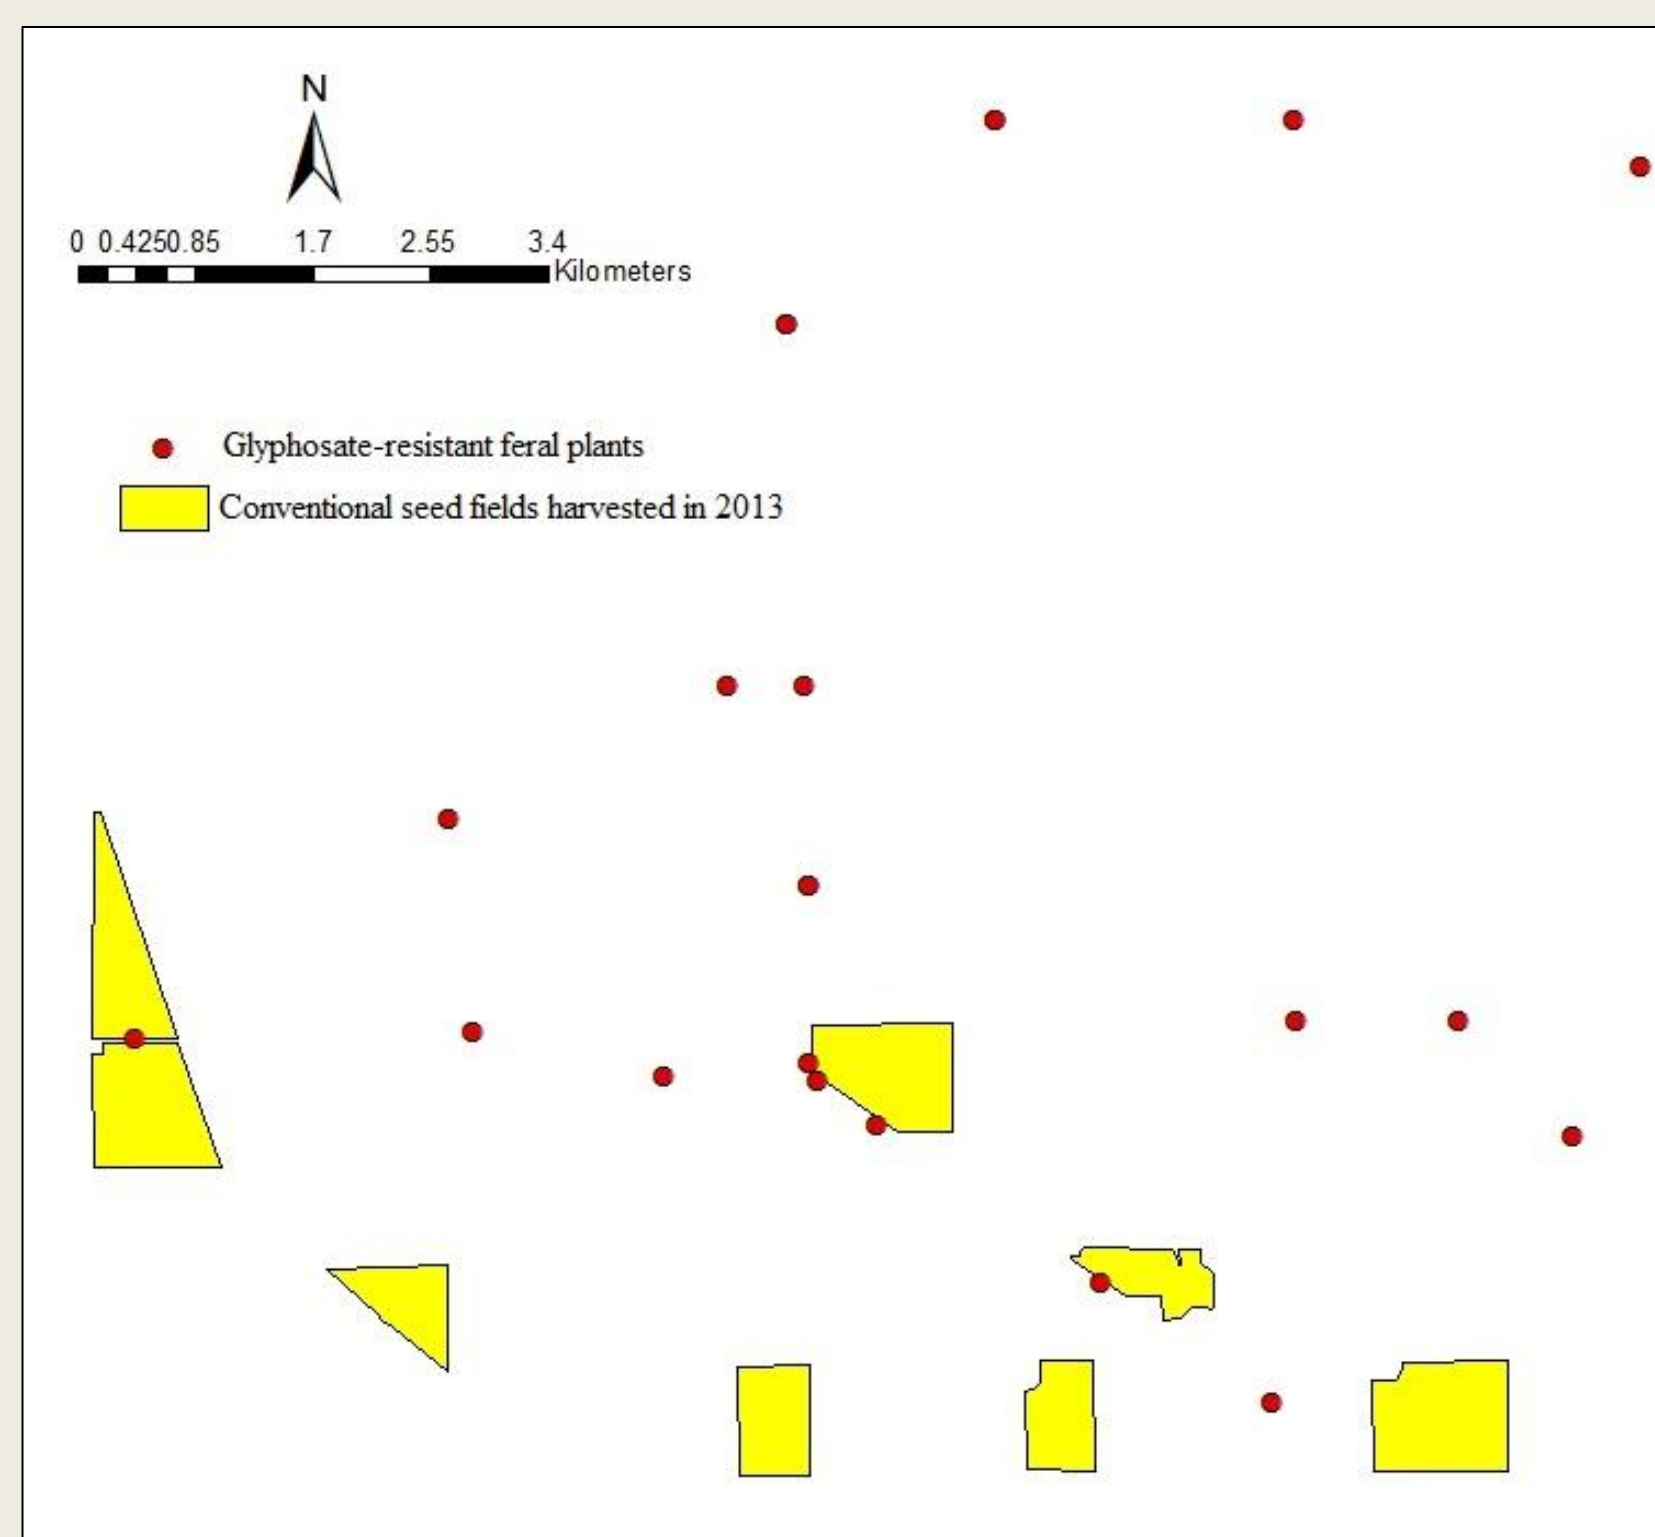 N
0 0.4250.85 1.7 2.55 3.4
Kilometers
Glyphosate-resistant feral plants
Conventional seed fields harvested in 2013